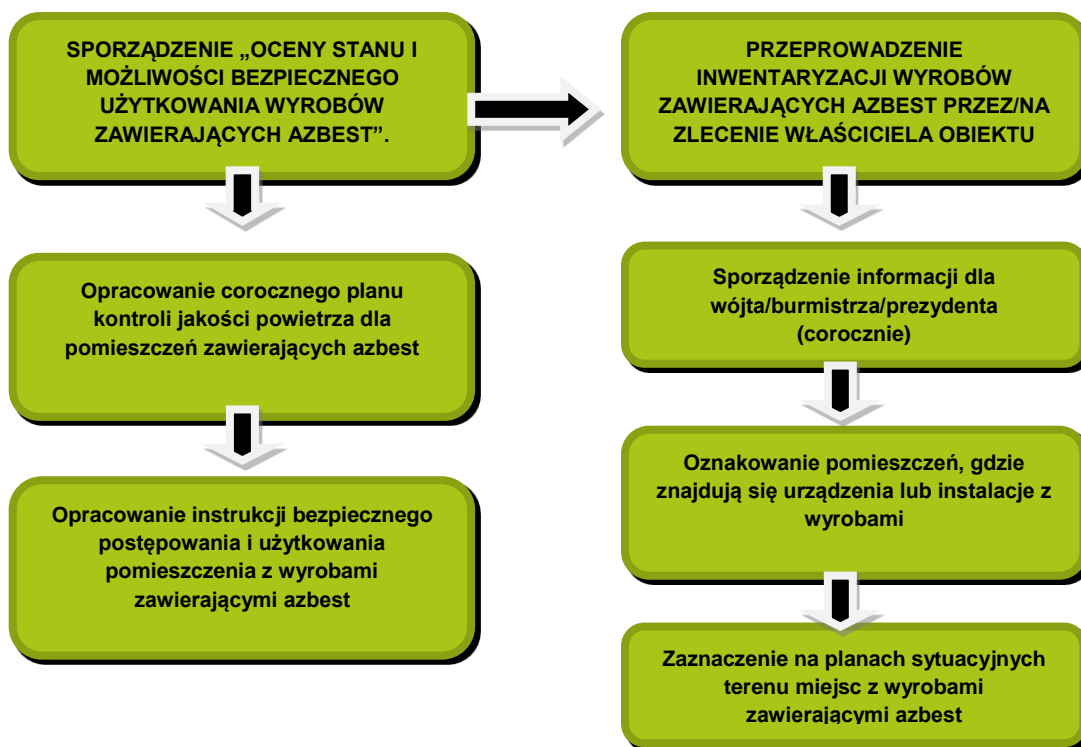 SPORZĄDZENIE „OCENY STANU I
MOŻLIWOŚCI BEZPIECZNEGO
UŻYTKOWANIA WYROBÓW
ZAWIERAJĄCYCH AZBEST”.
Opracowanie corocznego planu
kontroli jakości powietrza dla
pomieszczeń zawierających azbest
Opracowanie instrukcji bezpiecznego
postępowania i użytkowania
pomieszczenia z wyrobami
zawierającymi azbest
PRZEPROWADZENIE
INWENTARYZACJI WYROBÓW
ZAWIERAJĄCYCH AZBEST PRZEZ/NA
ZLECENIE WŁAŚCICIELA OBIEKTU
Sporządzenie informacji dla
wójta/burmistrza/prezydenta
(corocznie)
Oznakowanie pomieszczeń, gdzie
znajdują się urządzenia lub instalacje z
wyrobami
Zaznaczenie na planach sytuacyjnych
terenu miejsc z wyrobami
zawierającymi azbest